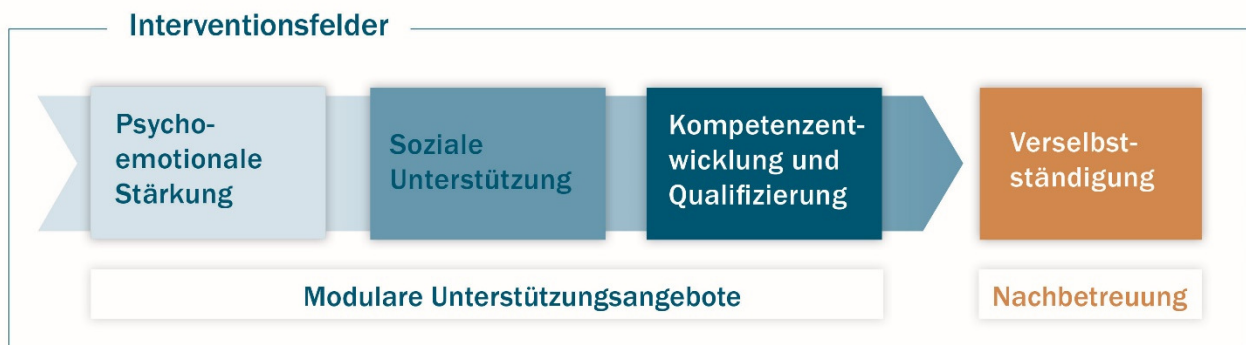 Interventionsfelder
Psycho-
emotionale
Stärkung
Soziale
Unterstützung
Kompetenzent-
wicklung und
Qualifizierung
Verselbst-
ständigung
Modulare Unterstützungsangebote
Nachbetreuung